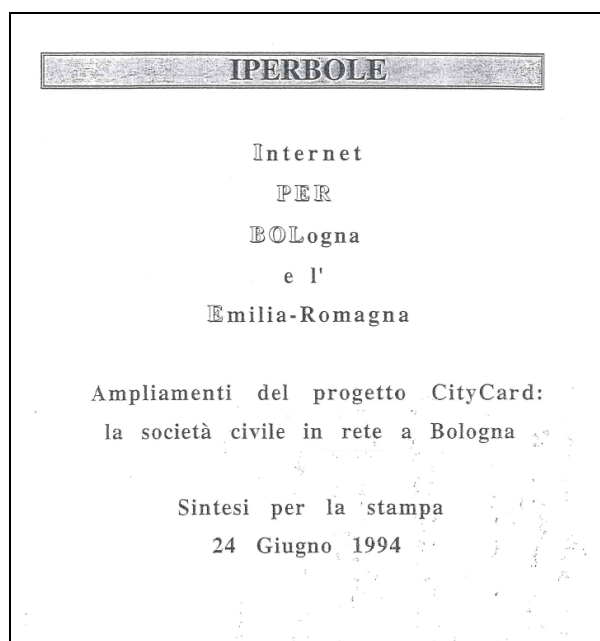 IPERBOLE
Internet
PER
BOLogna
e l'
Emilia-Romagna
Ampliamenti del progetto CityCard:
la società civile in rete a Bologna
Sintesi per la stampa
24 Giugno 1994